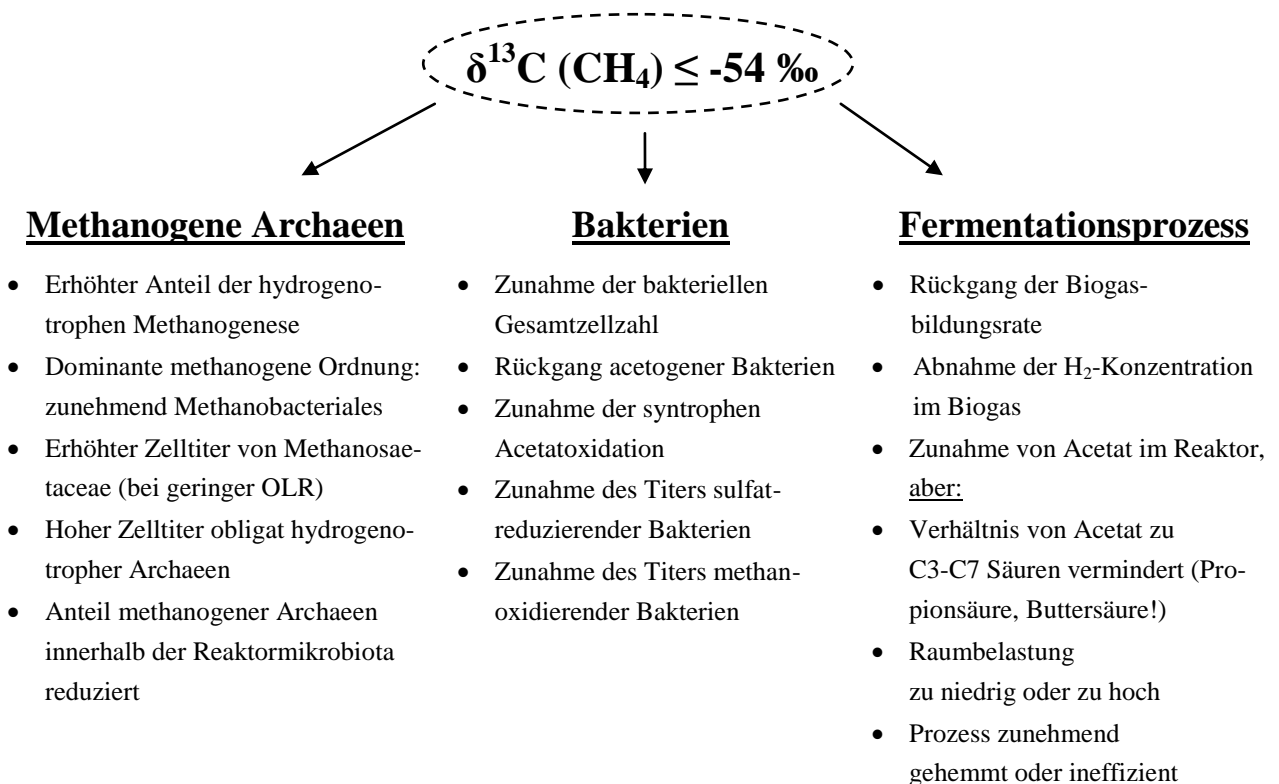 δ¹³C (CH₄) ≤ -54 ‰
Methanogene Archaeen
• Erhöhter Anteil der hydrogeno-
trophen Methanogenese
• Dominante methanogene Ordnung:
zunehmend Methanobacteriales
• Erhöhter Zelltiter von Methanosae-
taceae (bei geringer OLR)
• Hoher Zelltiter obligat hydrogeno-
tropher Archaeen
• Anteil methanogener Archaeen
innerhalb der Reaktormikrobiota
reduziert
Bakterien
• Zunahme der bakteriellen
Gesamtzellzahl
• Rückgang acetogener Bakterien
• Zunahme der syntrophen
Acetatoxidation
• Zunahme des Titers sulfat-
reduzierender Bakterien
• Zunahme des Titers methan-
oxidierender Bakterien
Fermentationsprozess
• Rückgang der Biogas-
bildungsrate
• Abnahme der H₂-Konzentration
im Biogas
• Zunahme von Acetat im Reaktor,
aber:
• Verhältnis von Acetat zu
C3-C7 Säuren vermindert (Pro-
pionsäure, Buttersäure!)
• Raumbelastung
zu niedrig oder zu hoch
• Prozess zunehmend
gehemmt oder ineffizient